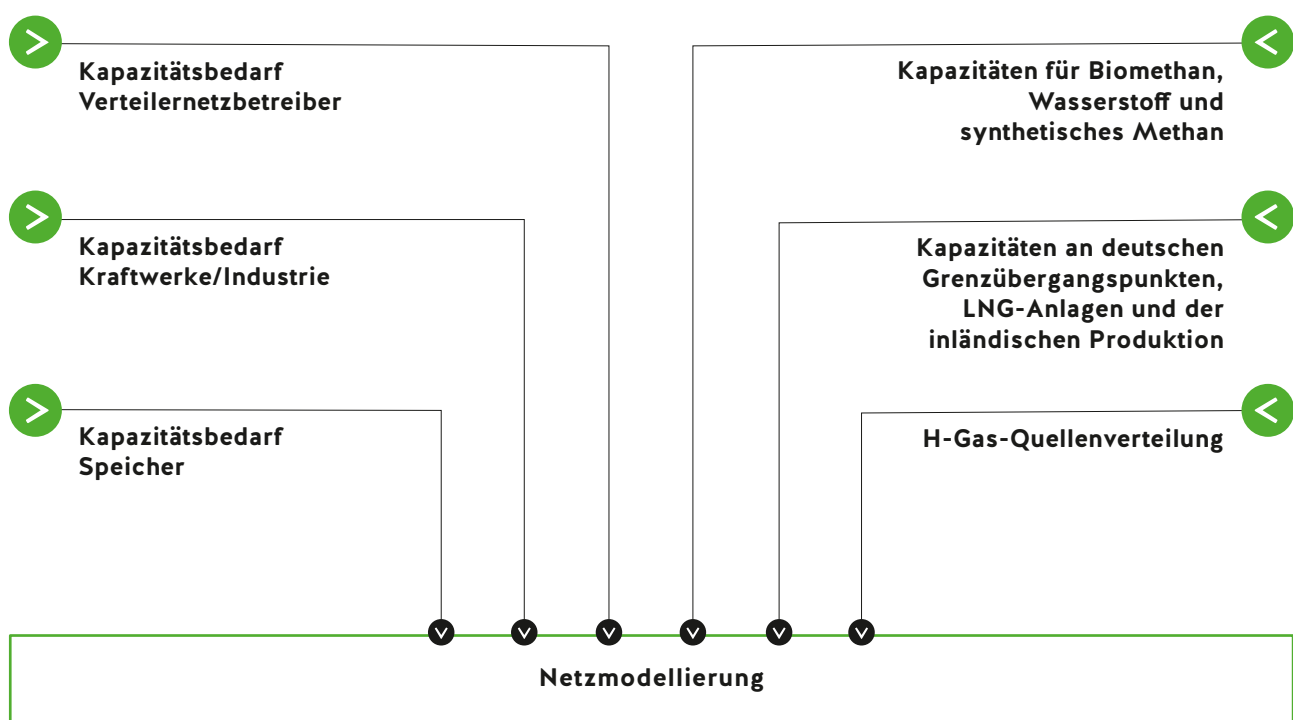 Kapazitätsbedarf
Verteilernetzbetreiber
Kapazitäten für Biomethan,
Wasserstoff und
synthetisches Methan
Kapazitätsbedarf
Kraftwerke/Industrie
Kapazitäten an deutschen
Grenzübergangspunkten,
LNG-Anlagen und der
inländischen Produktion
Kapazitätsbedarf
Speicher
H-Gas-Quellenverteilung
Netzmodellierung